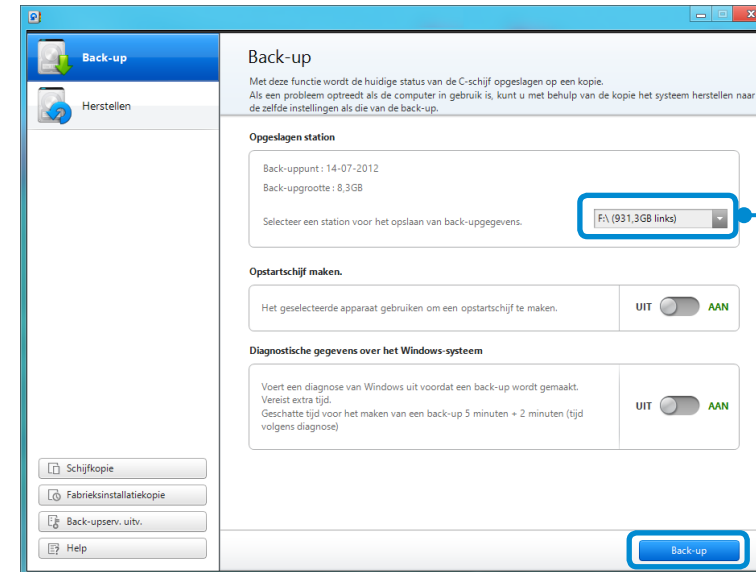 Back-up
Herstellen
Back-up
Met deze functie wordt de huidige status van de C-schijf opgeslagen op een kopie.
Als een probleem optreedt als de computer in gebruik is, kunt u met behulp van de kopie het systeem herstellen naar
de zelfde instellingen als die van de back-up.
Opgeslagen station
Back-uppunt : 14-07-2012
Back-upgrootte : 8,3GB
Selecteer een station voor het opslaan van back-upgegevens.
F:\ (931,3GB links)
Opstartschijf maken.
Het geselecteerde apparaat gebruiken om een opstartschijf te maken.
UIT AAN
Diagnostische gegevens over het Windows-systeem
Voert een diagnose van Windows uit voordat een back-up wordt gemaakt.
Vereist extra tijd.
Geschatte tijd voor het maken van een back-up 5 minuten + 2 minuten (tijd
volgens diagnose)
UIT AAN
Schijfkopie
Fabrieksinstallatiekopie
Back-upserv. uitv.
Help
Back-up